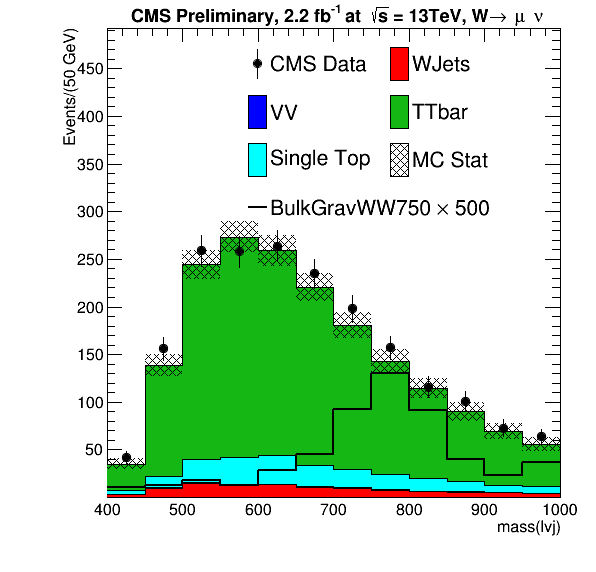 CMS Preliminary, 2.2 fb⁻¹ at √s = 13TeV, W→ μ ν
Events/(50 GeV)
CMS Data
WJets
VV
TTbar
Single Top
MC Stat
BulkGravWW750 × 500
450
400
350
300
250
200
150
100
50
400 500 600 700 800 900 1000
mass(lvj)